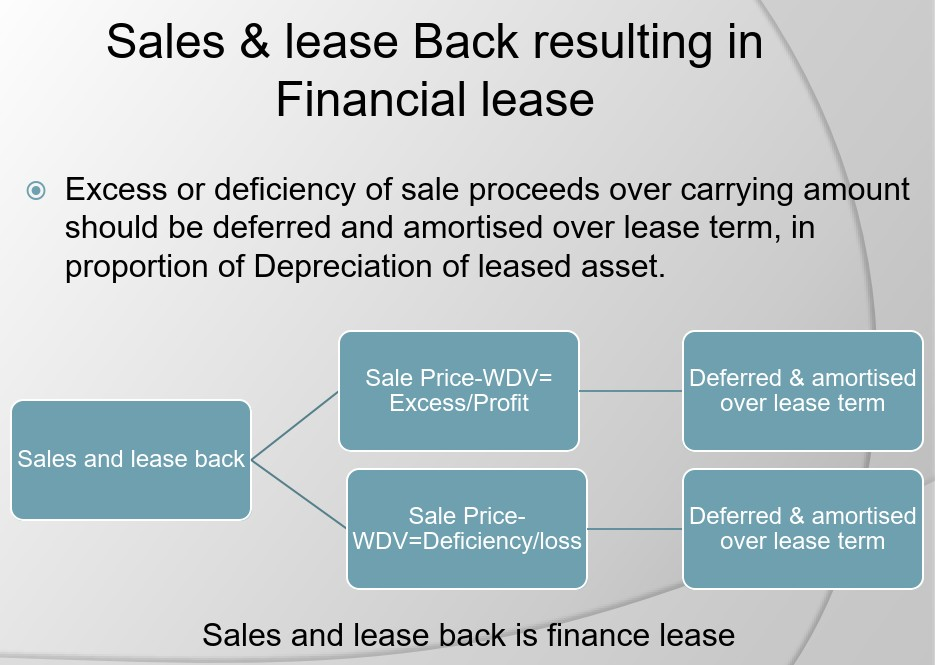 Sales & lease Back resulting in
Financial lease
Excess or deficiency of sale proceeds over carrying amount
should be deferred and amortised over lease term, in
proportion of Depreciation of leased asset.
Sales and lease back
Sale Price-WDV=
Excess/Profit
Deferred & amortised
over lease term
Sale Price-
WDV=Deficiency/loss
Deferred & amortised
over lease term
Sales and lease back is finance lease